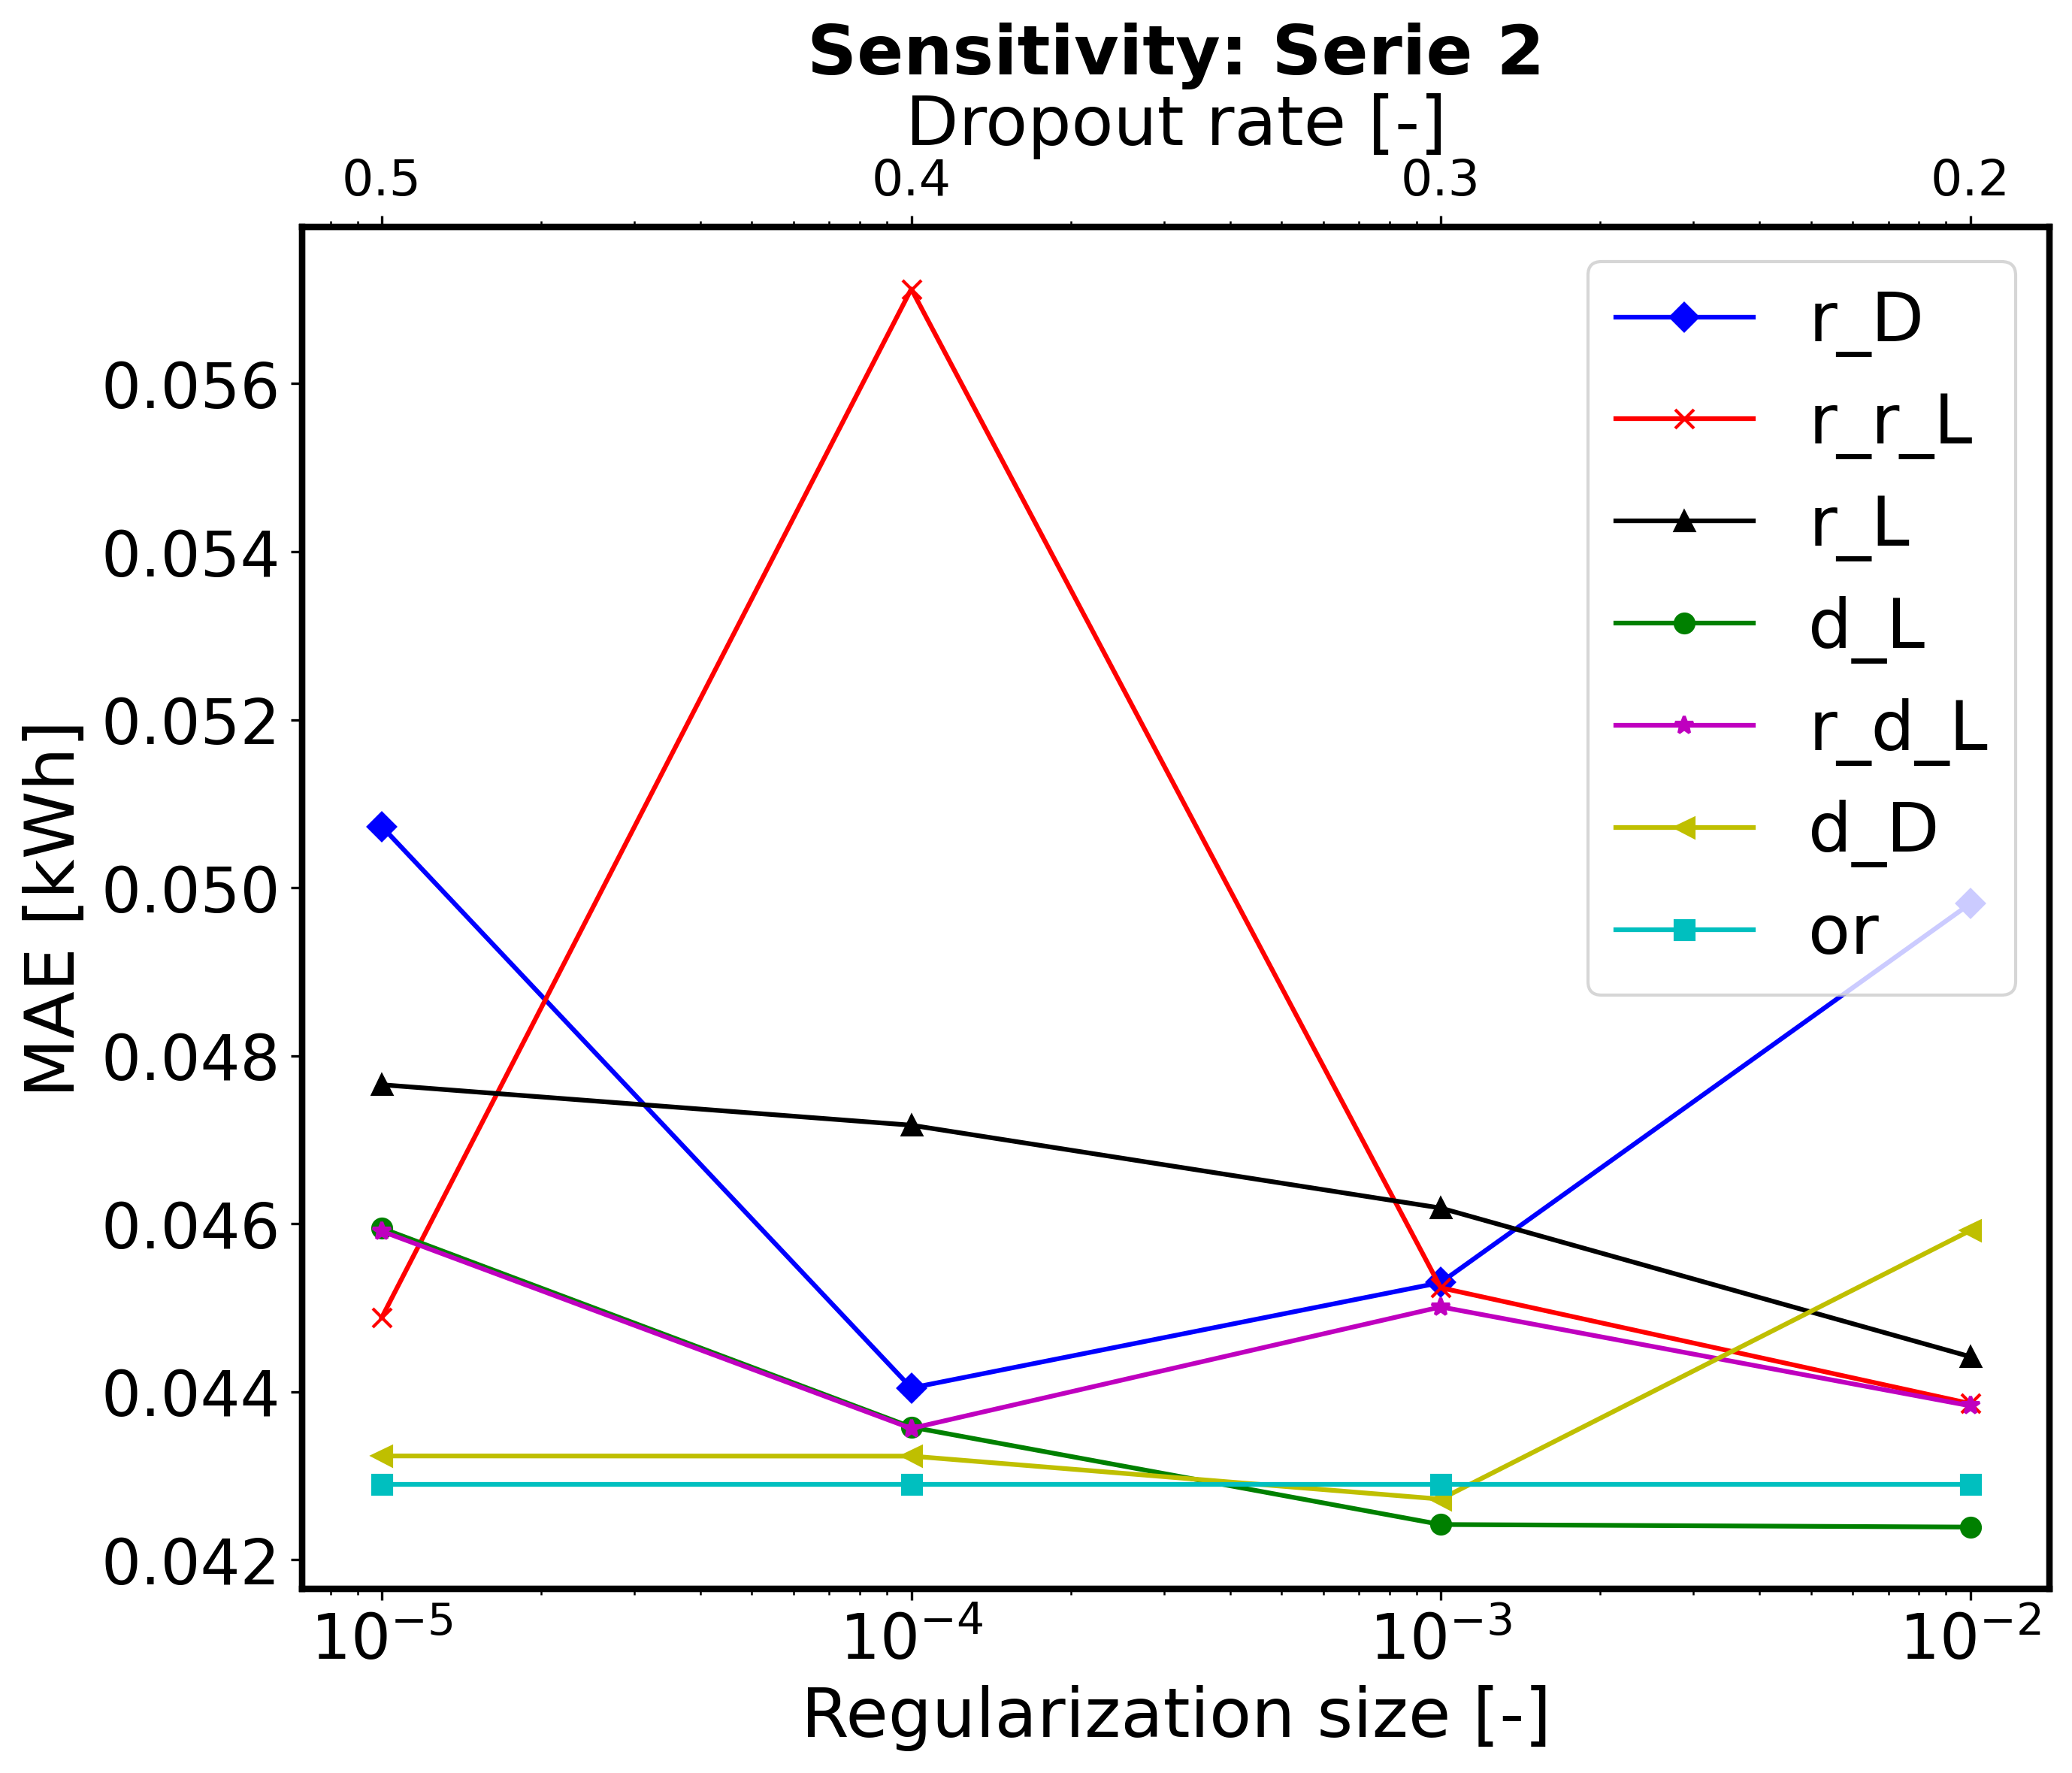 Sensitivity: Serie 2
Dropout rate [-]
0.5 0.4 0.3 0.2
r_D
r_r_L
r_L
d_L
r_d_L
d_D
or
MAE [kWh]
0.056
0.054
0.052
0.050
0.048
0.046
0.044
0.042
10⁻⁵ 10⁻⁴ 10⁻³ 10⁻²
Regularization size [-]